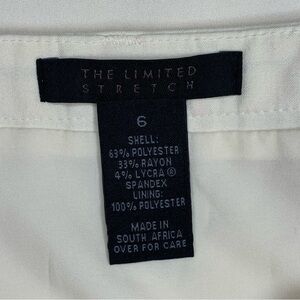 THE LIMITED
STRETCH
6
SHELL:
63% POLYESTER
33% RAYON
4% LYCRA ®
SPANDEX
LINING:
100% POLYESTER
MADE IN
SOUTH AFRICA
OVER FOR CARE